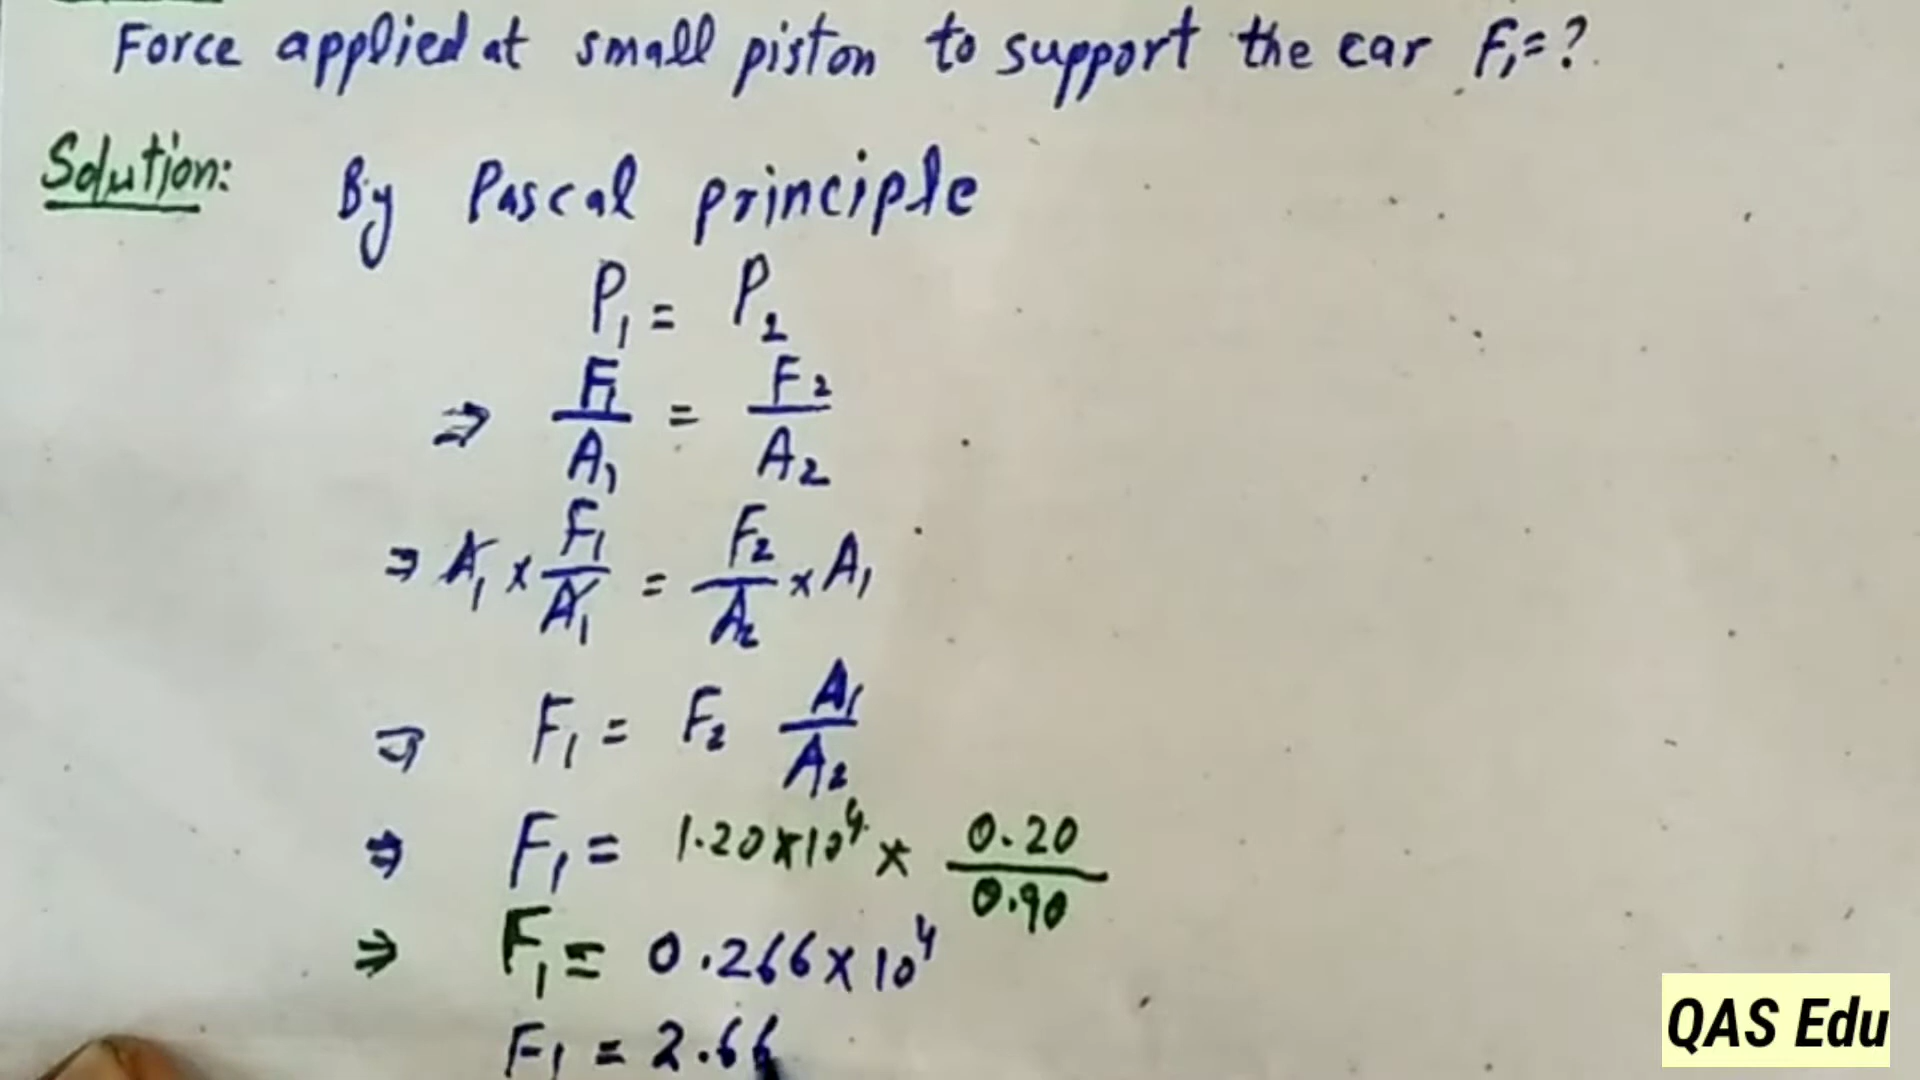 Force applied at small piston to support the car F₁=?
Solution: By Pascal principle
P₁ = P₂
⇒ F₁/A₁ = F₂/A₂
⇒ A₁ × F₁/A₁ = F₂/A₂ × A₁
⇒ F₁ = F₂ A₁/A₂
⇒ F₁ = 1.20×10⁴ × 0.20/0.90
⇒ F₁ = 0.266×10⁴
F₁ = 2.66
QAS Edu